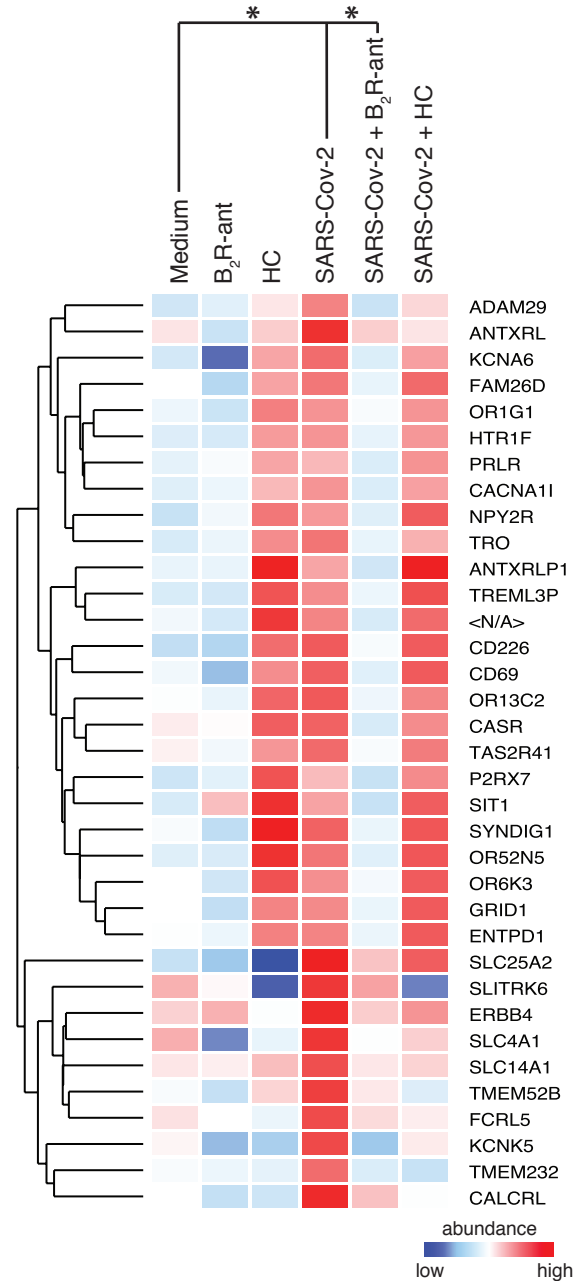 * *
Medium
B2R-ant
HC
SARS-Cov-2
SARS-Cov-2 + B2R-ant
SARS-Cov-2 + HC
ADAM29
ANTXRL
KCNA6
FAM26D
OR1G1
HTR1F
PRLR
CACNA1I
NPY2R
TRO
ANTXRLP1
TREML3P
<N/A>
CD226
CD69
OR13C2
CASR
TAS2R41
P2RX7
SIT1
SYNDIG1
OR52N5
OR6K3
GRID1
ENTPD1
SLC25A2
SLITRK6
ERBB4
SLC4A1
SLC14A1
TMEM52B
FCRL5
KCNK5
TMEM232
CALCRL
abundance
low high